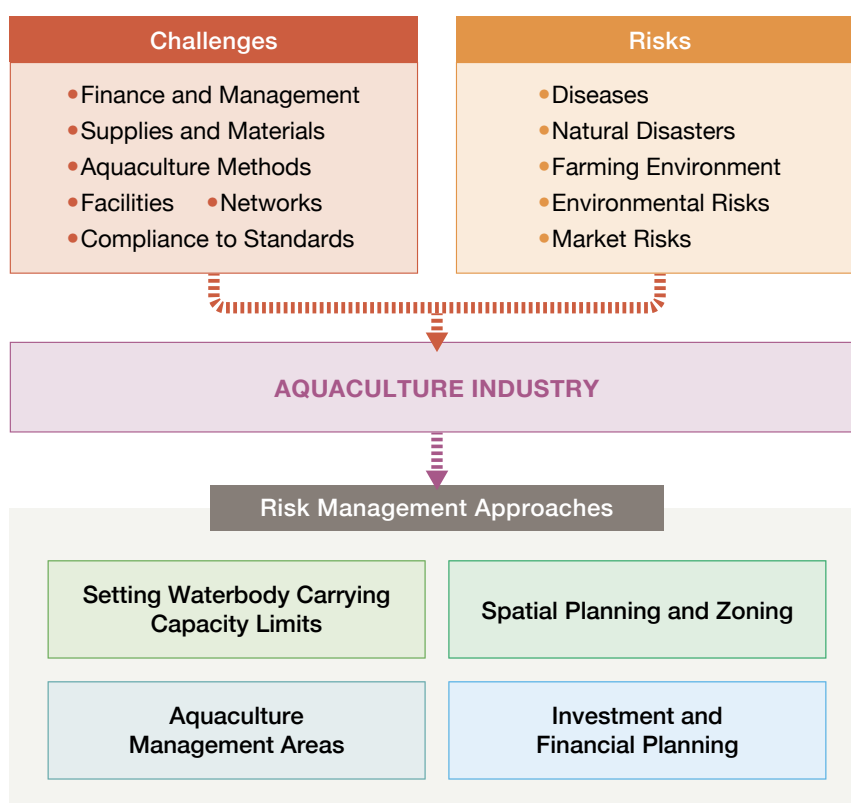 Challenges
•Finance and Management
•Supplies and Materials
•Aquaculture Methods
•Facilities •Networks
•Compliance to Standards
Risks
•Diseases
•Natural Disasters
•Farming Environment
•Environmental Risks
•Market Risks
AQUACULTURE INDUSTRY
Risk Management Approaches
Setting Waterbody Carrying
Capacity Limits
Spatial Planning and Zoning
Aquaculture
Management Areas
Investment and
Financial Planning